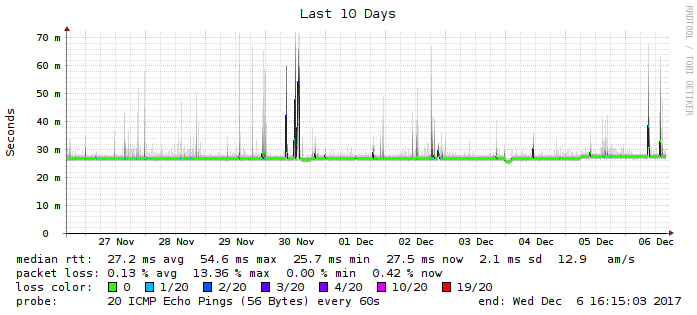 Last 10 Days
RRDTOOL / TOBI OETIKER
Seconds
70 m
60 m
50 m
40 m
30 m
20 m
10 m
0
27 Nov 28 Nov 29 Nov 30 Nov 01 Dec 02 Dec 03 Dec 04 Dec 05 Dec 06 Dec
median rtt: 27.2 ms avg 54.6 ms max 25.7 ms min 27.5 ms now 2.1 ms sd 12.9 am/s
packet loss: 0.13 % avg 13.36 % max 0.00 % min 0.42 % now
loss color: 0 1/20 2/20 3/20 4/20 10/20 19/20
probe: 20 ICMP Echo Pings (56 Bytes) every 60s end: Wed Dec 6 16:15:03 2017